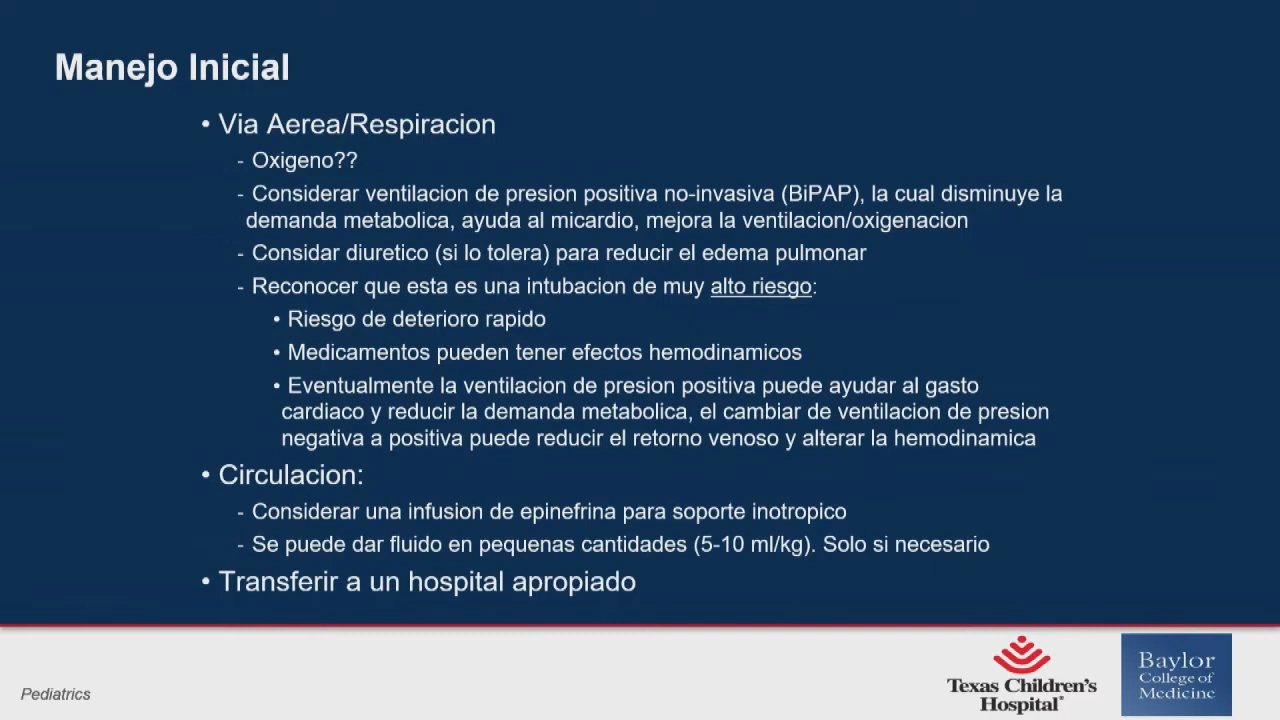 Manejo Inicial
• Via Aerea/Respiracion
- Oxigeno??
- Considerar ventilacion de presion positiva no-invasiva (BiPAP), la cual disminuye la
demanda metabolica, ayuda al micardio, mejora la ventilacion/oxigenacion
- Considar diuretico (si lo tolera) para reducir el edema pulmonar
- Reconocer que esta es una intubacion de muy alto riesgo:
• Riesgo de deterioro rapido
• Medicamentos pueden tener efectos hemodinamicos
• Eventualmente la ventilacion de presion positiva puede ayudar al gasto
cardiaco y reducir la demanda metabolica, el cambiar de ventilacion de presion
negativa a positiva puede reducir el retorno venoso y alterar la hemodinamica
• Circulacion:
- Considerar una infusion de epinefrina para soporte inotropico
- Se puede dar fluido en pequenas cantidades (5-10 ml/kg). Solo si necesario
• Transferir a un hospital apropiado
Pediatrics
Texas Children's
Hospital®
Baylor
College of
Medicine